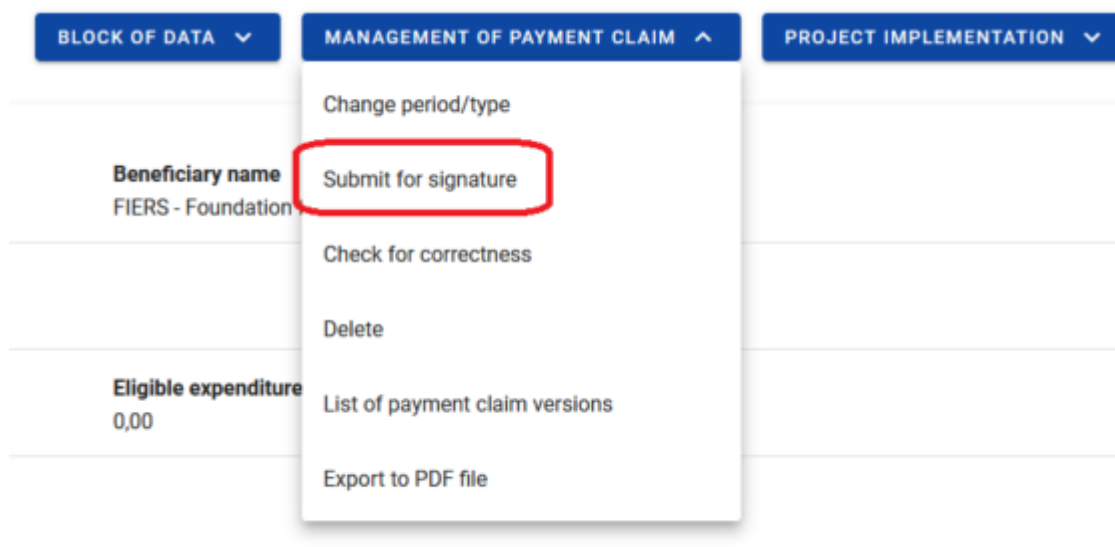 BLOCK OF DATA
MANAGEMENT OF PAYMENT CLAIM
PROJECT IMPLEMENTATION
Change period/type
Beneficiary name
Submit for signature
FIERS - Foundation
Check for correctness
Delete
Eligible expenditure
List of payment claim versions
0,00
Export to PDF file